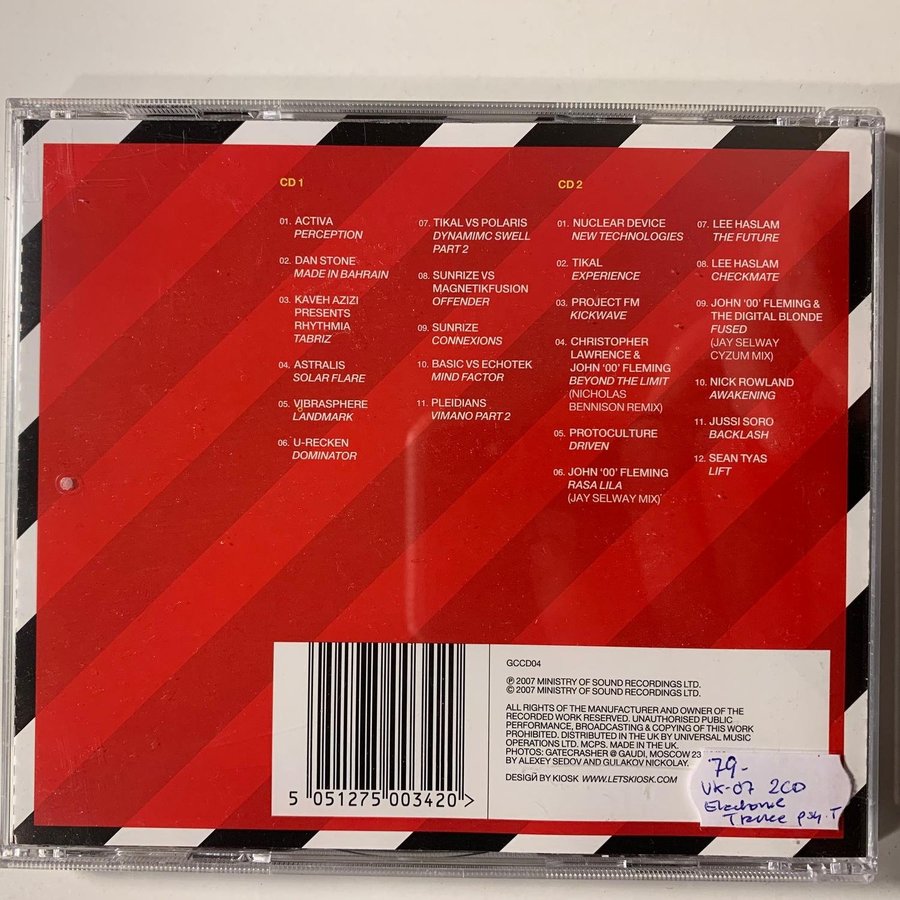 CD 1
01. ACTIVA
PERCEPTION
02. DAN STONE
MADE IN BAHRAIN
03. KAVEH AZIZI
PRESENTS
RHYTHMIA
TABRIZ
04. ASTRALIS
SOLAR FLARE
05. VIBRASPHERE
LANDMARK
06. U-RECKEN
DOMINATOR
07. TIKAL VS POLARIS
DYNAMIMC SWELL
PART 2
08. SUNRIZE VS
MAGNETIKFUSION
OFFENDER
09. SUNRIZE
CONNEXIONS
10. BASIC VS ECHOTEK
MIND FACTOR
11. PLEIDIANS
VIMANO PART 2
CD 2
01. NUCLEAR DEVICE
NEW TECHNOLOGIES
02. TIKAL
EXPERIENCE
03. PROJECT FM
KICKWAVE
04. CHRISTOPHER
LAWRENCE &
JOHN '00' FLEMING
BEYOND THE LIMIT
(NICHOLAS
BENNISON REMIX)
05. PROTOCULTURE
DRIVEN
06. JOHN '00' FLEMING
RASA LILA
(JAY SELWAY MIX)
07. LEE HASLAM
THE FUTURE
08. LEE HASLAM
CHECKMATE
09. JOHN '00' FLEMING &
THE DIGITAL BLONDE
FUSED
(JAY SELWAY
CYZUM MIX)
10. NICK ROWLAND
AWAKENING
11. JUSSI SORO
BACKLASH
12. SEAN TYAS
LIFT
5 051275 003420 >
GCCD04
℗ 2007 MINISTRY OF SOUND RECORDINGS LTD.
© 2007 MINISTRY OF SOUND RECORDINGS LTD.
ALL RIGHTS OF THE MANUFACTURER AND OWNER OF THE
RECORDED WORK RESERVED. UNAUTHORISED PUBLIC
PERFORMANCE, BROADCASTING & COPYING OF THIS WORK
PROHIBITED. DISTRIBUTED IN THE UK BY UNIVERSAL MUSIC
OPERATIONS LTD. MCPS. MADE IN THE UK.
PHOTOS: GATECRASHER @ GAUDI, MOSCOW 23
BY ALEXEY SEDOV AND GULAKOV NICKOLAY.
DESIGN BY KIOSK WWW.LETSKIOSK.COM
79-
UK-07 2CD
Electronic
Trance psy.T